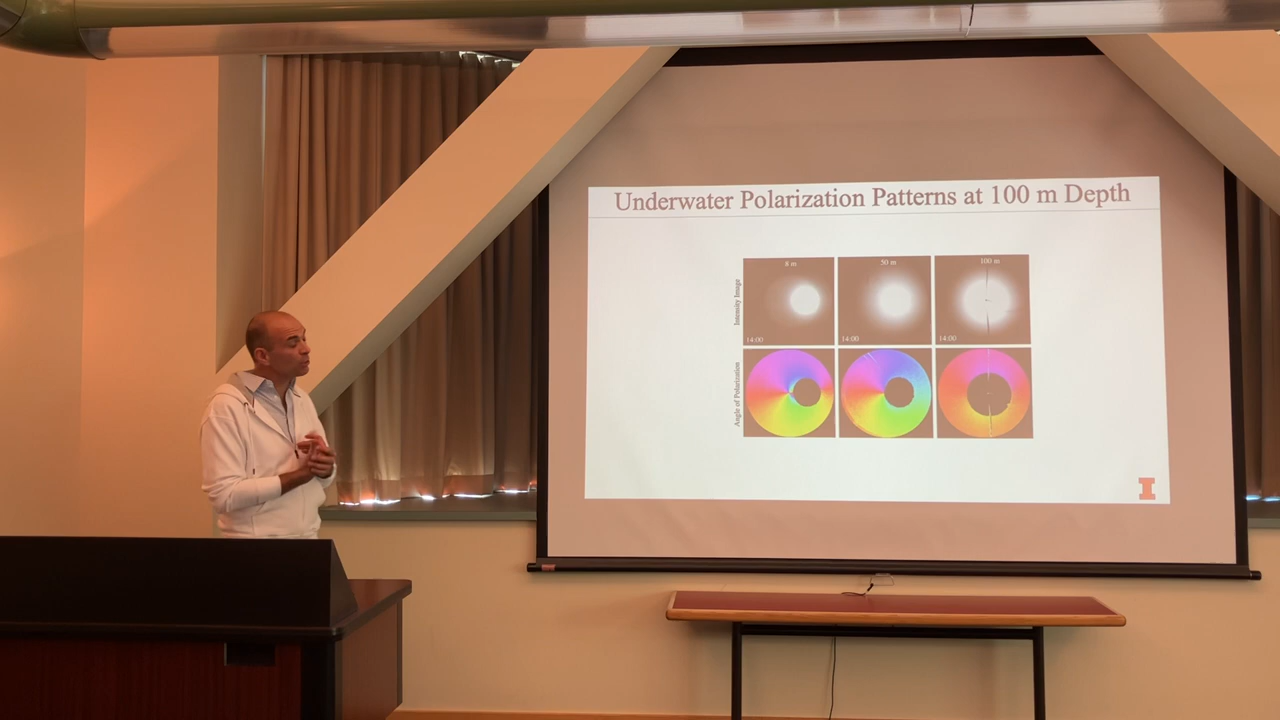 Underwater Polarization Patterns at 100 m Depth
8 m
50 m
100 m
Intensity Image
14:00
14:00
14:00
Angle of Polarization
I